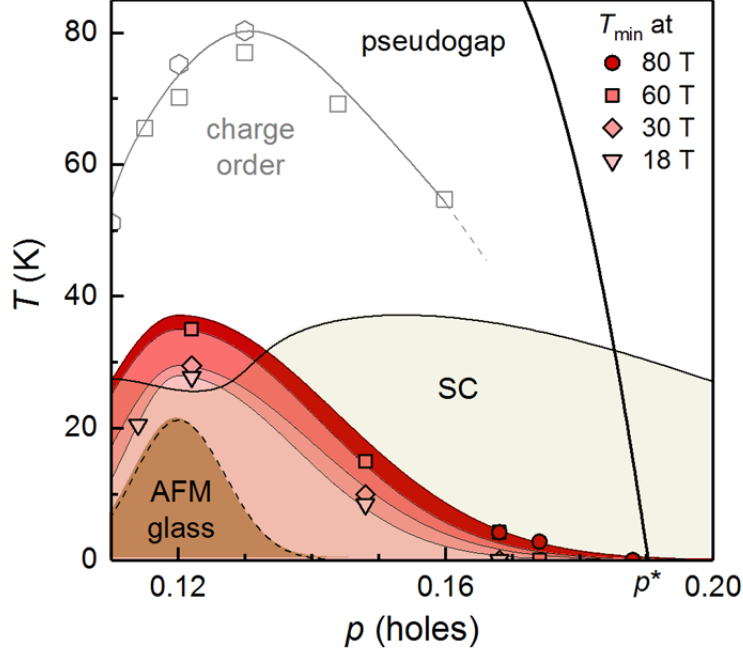 80
60
40
20
0
T (K)
0.12
0.16
0.20
p*
p (holes)
pseudogap
charge
order
SC
AFM
glass
Tmin at
80 T
60 T
30 T
18 T